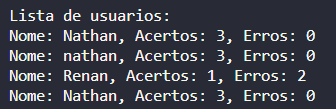 Lista de usuarios:
Nome: Nathan, Acertos: 3, Erros: 0
Nome: nathan, Acertos: 3, Erros: 0
Nome: Renan, Acertos: 1, Erros: 2
Nome: Nathan, Acertos: 3, Erros: 0